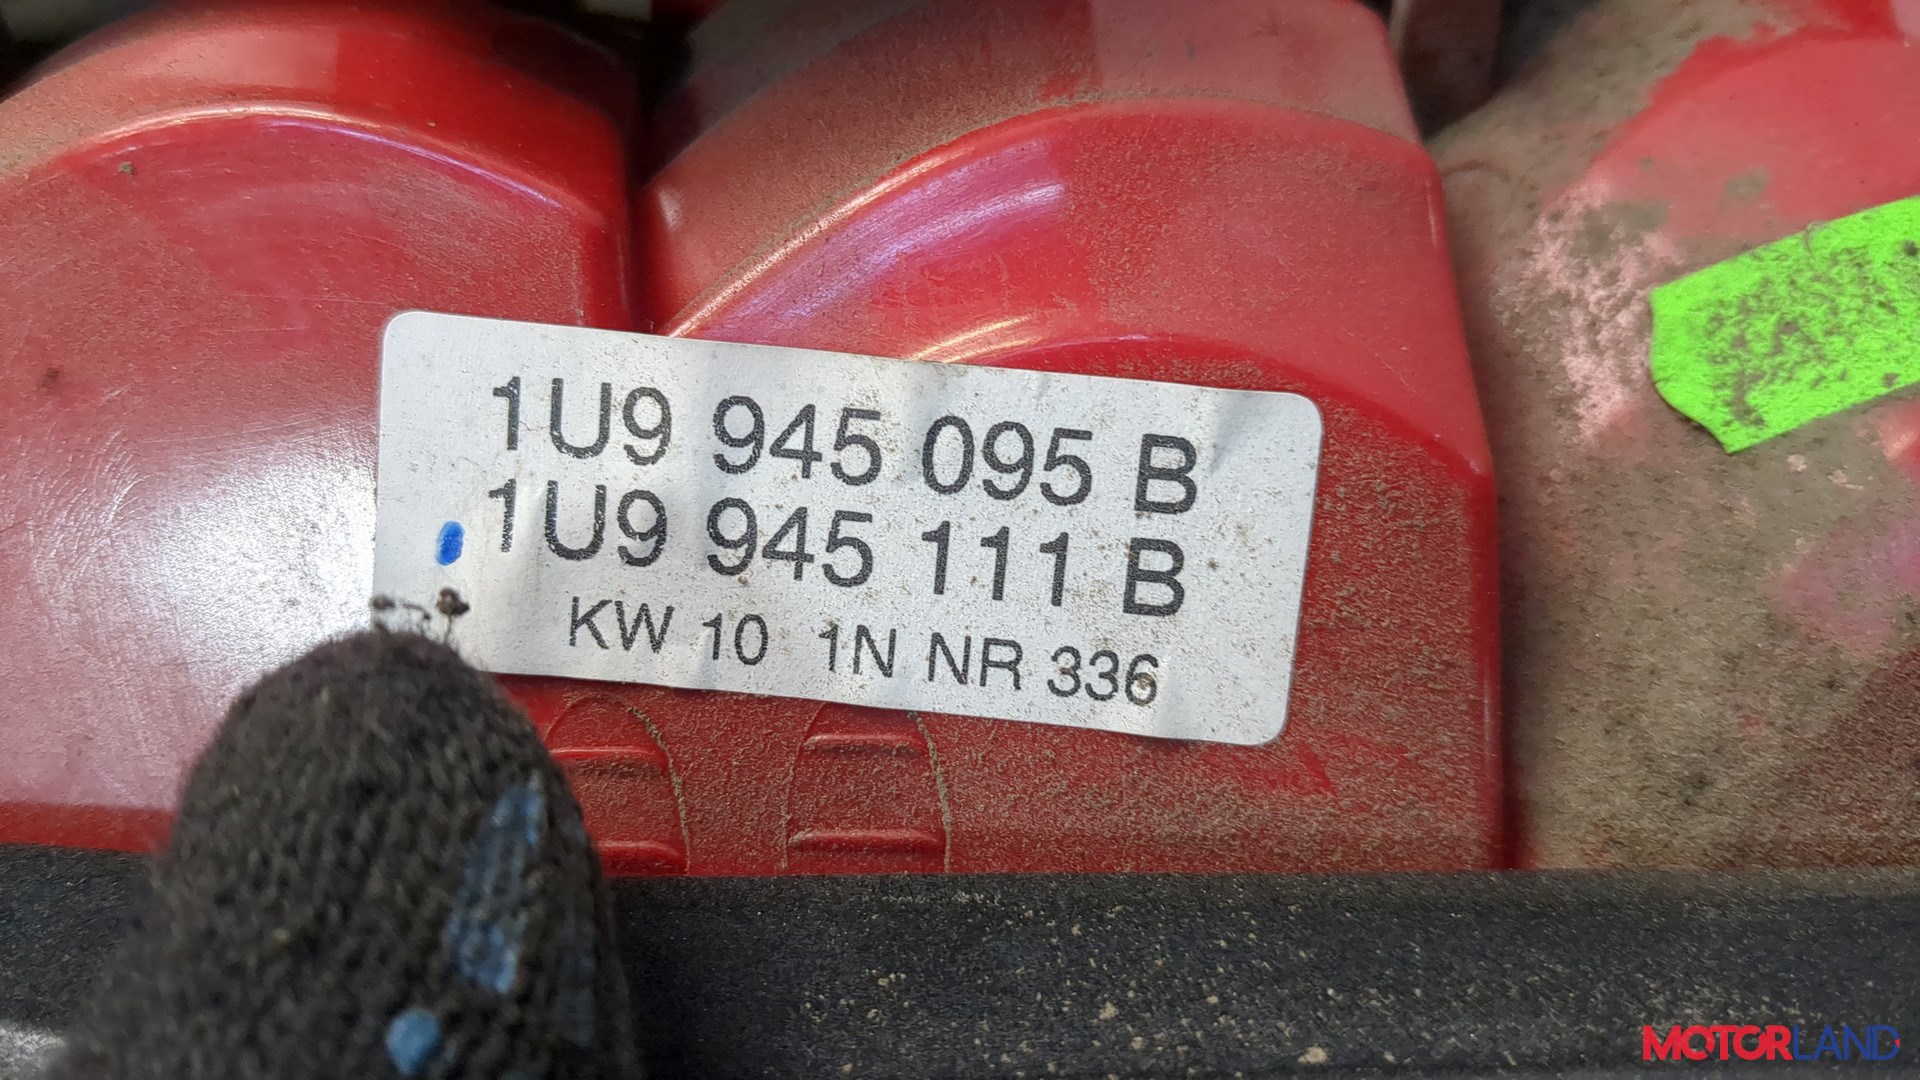 1U9 945 095 B
1U9 945 111 B
KW 10 1N NR 336
MOTORLAND